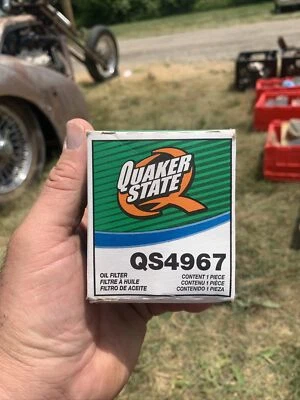 QUAKER
STATE
QS4967
OIL FILTER
FILTRE À HUILE
FILTRO DE ACEITE
CONTENT 1 PIECE
CONTENU 1 PIÈCE
CONTENIDO 1 PIEZA